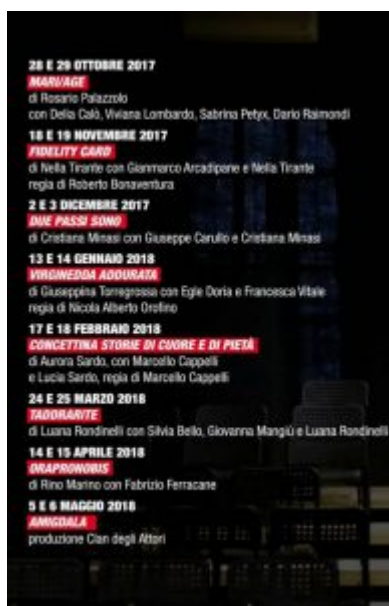 28 E 29 OTTOBRE 2017
MARI/AGE
di Rosario Palazzolo
con Delia Calò, Viviana Lombardo, Sabrina Petyx, Dario Raimondi
18 E 19 NOVEMBRE 2017
FIDELITY CARD
di Nella Tirante con Gianmarco Arcadipane e Nella Tirante
regia di Roberto Bonaventura
2 E 3 DICEMBRE 2017
DUE PASSI SONO
di Cristiana Minasi con Giuseppe Carullo e Cristiana Minasi
13 E 14 GENNAIO 2018
VIRGINEDDA ADDURATA
di Giuseppina Torregrossa con Egle Doria e Francesca Vitale
regia di Nicola Alberto Orofino
17 E 18 FEBBRAIO 2018
CONCETTINA STORIE DI CUORE E DI PIETÀ
di Aurora Sardo, con Marcello Cappelli
e Lucia Sardo, regia di Marcello Cappelli
24 E 25 MARZO 2018
TADDRARITE
di Luana Rondinelli con Silvia Bello, Giovanna Mangiù e Luana Rondinelli
14 E 15 APRILE 2018
ORAPRONOBIS
di Rino Marino con Fabrizio Ferracane
5 E 6 MAGGIO 2018
AMIGDALA
produzione Clan degli Attori